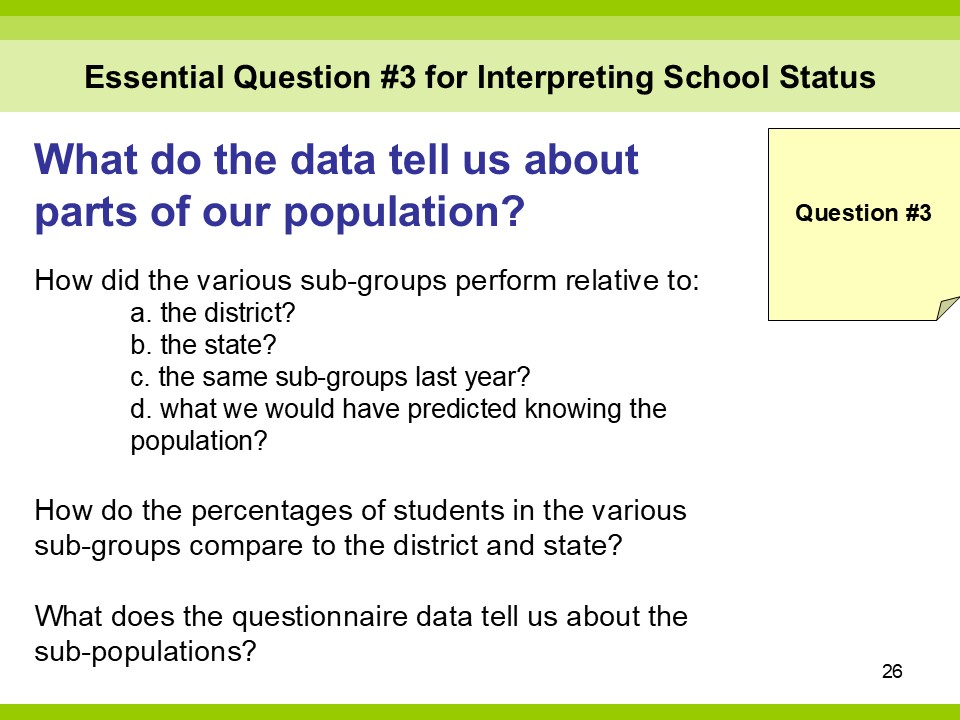 Essential Question #3 for Interpreting School Status
What do the data tell us about
parts of our population?
Question #3
How did the various sub-groups perform relative to:
a. the district?
b. the state?
c. the same sub-groups last year?
d. what we would have predicted knowing the
population?
How do the percentages of students in the various
sub-groups compare to the district and state?
What does the questionnaire data tell us about the
sub-populations?
26